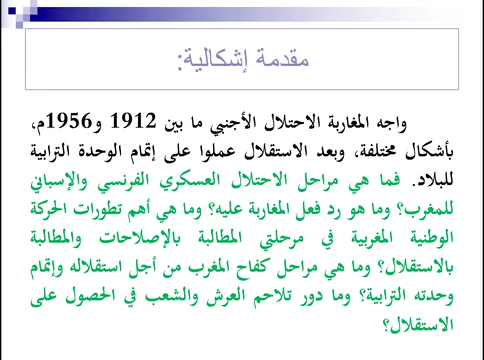 مقدمة إشكالية:
واجه المغاربة الاحتلال الأجنبي ما بين 1912 و1956م،
بأشكال مختلفة، وبعد الاستقلال عملوا على إتمام الوحدة الترابية
للبلاد. فما هي مراحل الاحتلال العسكري الفرنسي والإسباني
للمغرب؟ وما هو رد فعل المغاربة عليه؟ وما هي أهم تطورات الحركة
الوطنية المغربية في مرحلتي المطالبة بالإصلاحات والمطالبة
بالاستقلال؟ وما هي مراحل كفاح المغرب من أجل استقلاله وإتمام
وحدته الترابية؟ وما دور تلاحم العرش والشعب في الحصول على
الاستقلال؟